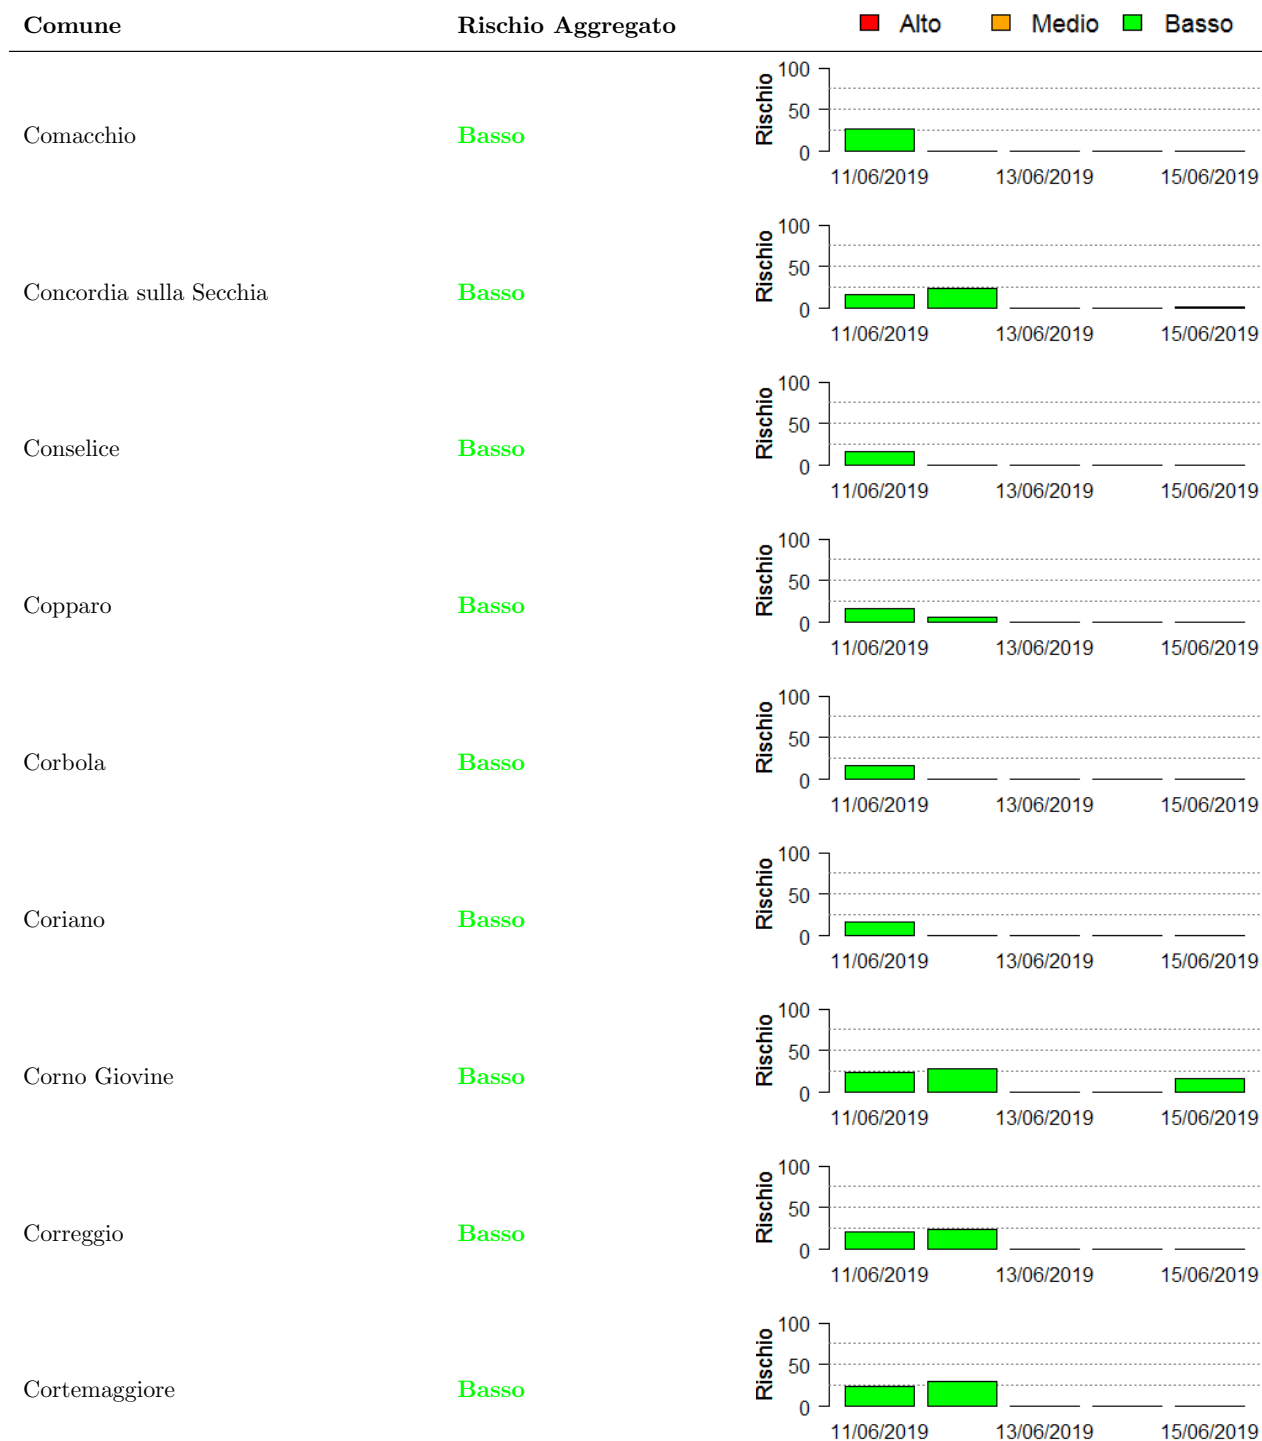 Comune Rischio Aggregato Alto Medio Basso
100
50
0
Rischio
Comacchio Basso
11/06/2019 13/06/2019 15/06/2019
100
50
0
Rischio
Concordia sulla Secchia Basso
11/06/2019 13/06/2019 15/06/2019
100
50
0
Rischio
Conselice Basso
11/06/2019 13/06/2019 15/06/2019
100
50
0
Rischio
Copparo Basso
11/06/2019 13/06/2019 15/06/2019
100
50
0
Rischio
Corbola Basso
11/06/2019 13/06/2019 15/06/2019
100
50
0
Rischio
Coriano Basso
11/06/2019 13/06/2019 15/06/2019
100
50
0
Rischio
Corno Giovine Basso
11/06/2019 13/06/2019 15/06/2019
100
50
0
Rischio
Correggio Basso
11/06/2019 13/06/2019 15/06/2019
100
50
0
Rischio
Cortemaggiore Basso
11/06/2019 13/06/2019 15/06/2019